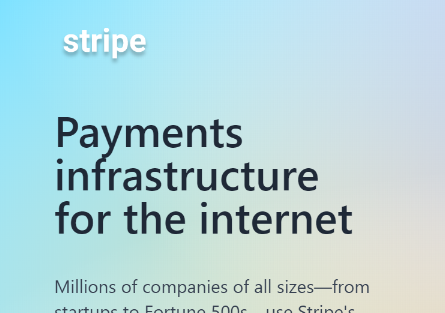 stripe
Payments
infrastructure
for the internet
Millions of companies of all sizes—from
startups to Fortune 500s—use Stripe's